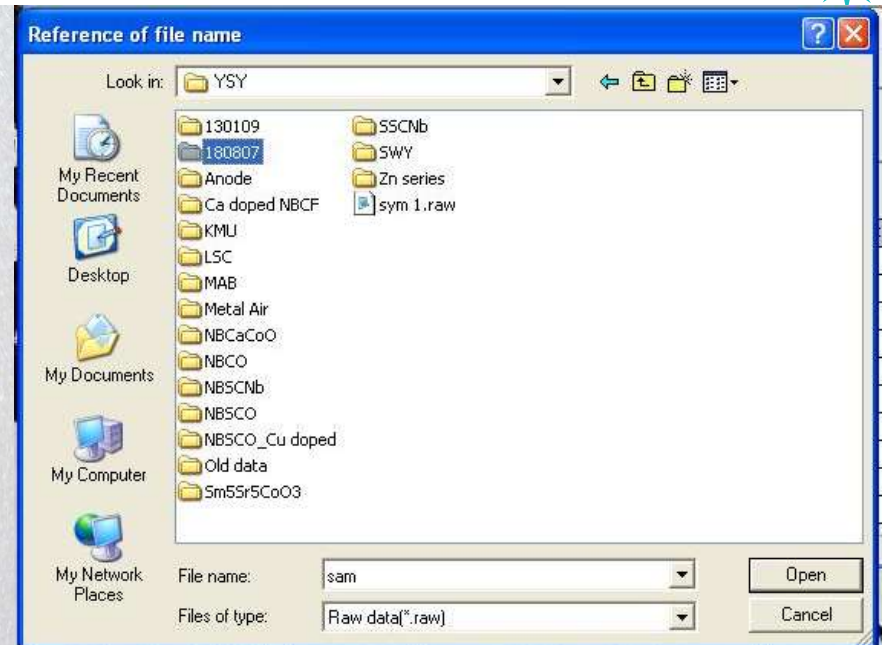 Reference of file name
Look in: YSY
130109
180807
Anode
Ca doped NBCF
KMU
LSC
MAB
Metal Air
NBCaCoO
NBCO
NBSCNb
NBSCO
NBSCO_Cu doped
Old data
Sm5Sr5CoO3
SSCNb
SWY
Zn series
sym 1.raw
My Recent
Documents
Desktop
My Documents
My Computer
My Network
Places
File name: sam
Open
Files of type: Raw data(*.raw)
Cancel